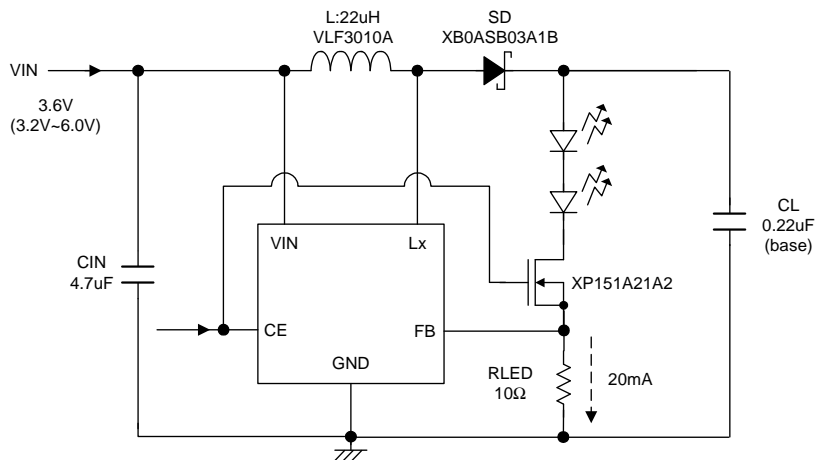 L:22uH
VLF3010A
SD
XB0ASB03A1B
VIN
3.6V
(3.2V~6.0V)
VIN
Lx
CL
0.22uF
(base)
CIN
4.7uF
XP151A21A2
CE
FB
GND
RLED
10Ω
20mA